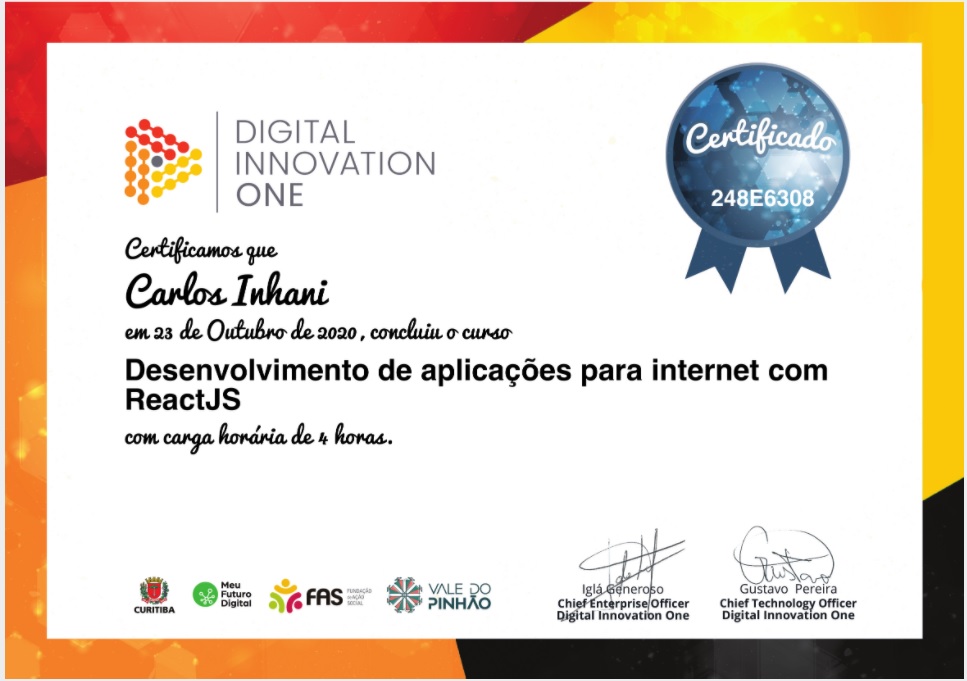 DIGITAL
INNOVATION
ONE
Certificado
248E6308
Certificamos que
Carlos Inhani
em 23 de Outubro de 2020, concluiu o curso
Desenvolvimento de aplicações para internet com
ReactJS
com carga horária de 4 horas.
CURITIBA
Meu
Futuro
Digital
FAS
FUNDAÇÃO
DE AÇÃO
SOCIAL
VALE DO
PINHÃO
Iglá Generoso
Chief Enterprise Officer
Digital Innovation One
Gustavo
Gustavo Pereira
Chief Technology Officer
Digital Innovation One